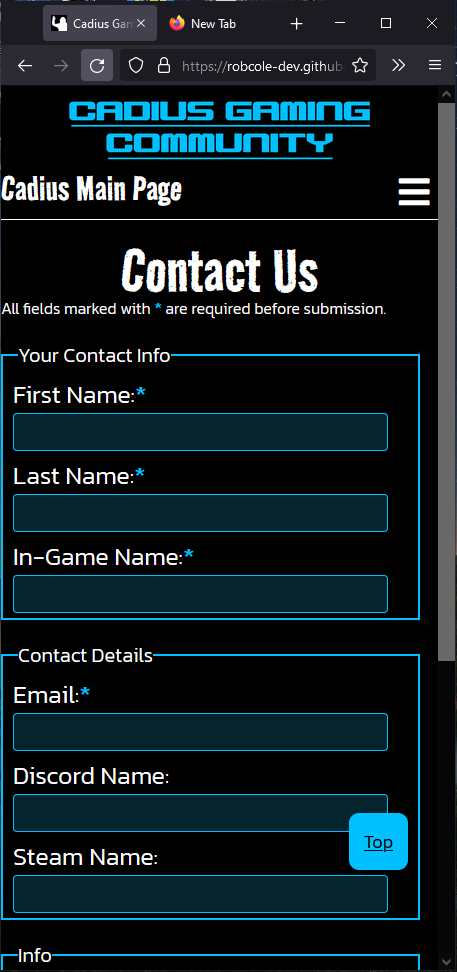 Cadius Gam
New Tab
https://robcole-dev.github.
CADIUS GAMING
COMMUNITY
Cadius Main Page
Contact Us
All fields marked with * are required before submission.
Your Contact Info
First Name:*
Last Name:*
In-Game Name:*
Contact Details
Email:*
Discord Name:
Top
Steam Name:
Info